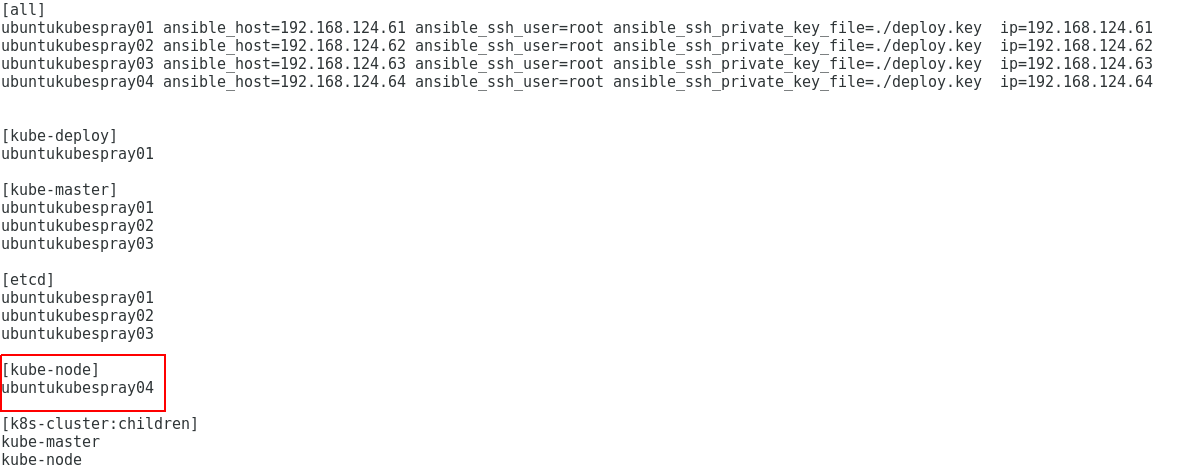 [all]
ubuntukubespray01 ansible_host=192.168.124.61 ansible_ssh_user=root ansible_ssh_private_key_file=./deploy.key  ip=192.168.124.61
ubuntukubespray02 ansible_host=192.168.124.62 ansible_ssh_user=root ansible_ssh_private_key_file=./deploy.key  ip=192.168.124.62
ubuntukubespray03 ansible_host=192.168.124.63 ansible_ssh_user=root ansible_ssh_private_key_file=./deploy.key  ip=192.168.124.63
ubuntukubespray04 ansible_host=192.168.124.64 ansible_ssh_user=root ansible_ssh_private_key_file=./deploy.key  ip=192.168.124.64
[kube-deploy]
ubuntukubespray01
[kube-master]
ubuntukubespray01
ubuntukubespray02
ubuntukubespray03
[etcd]
ubuntukubespray01
ubuntukubespray02
ubuntukubespray03
[kube-node]
ubuntukubespray04
[k8s-cluster:children]
kube-master
kube-node